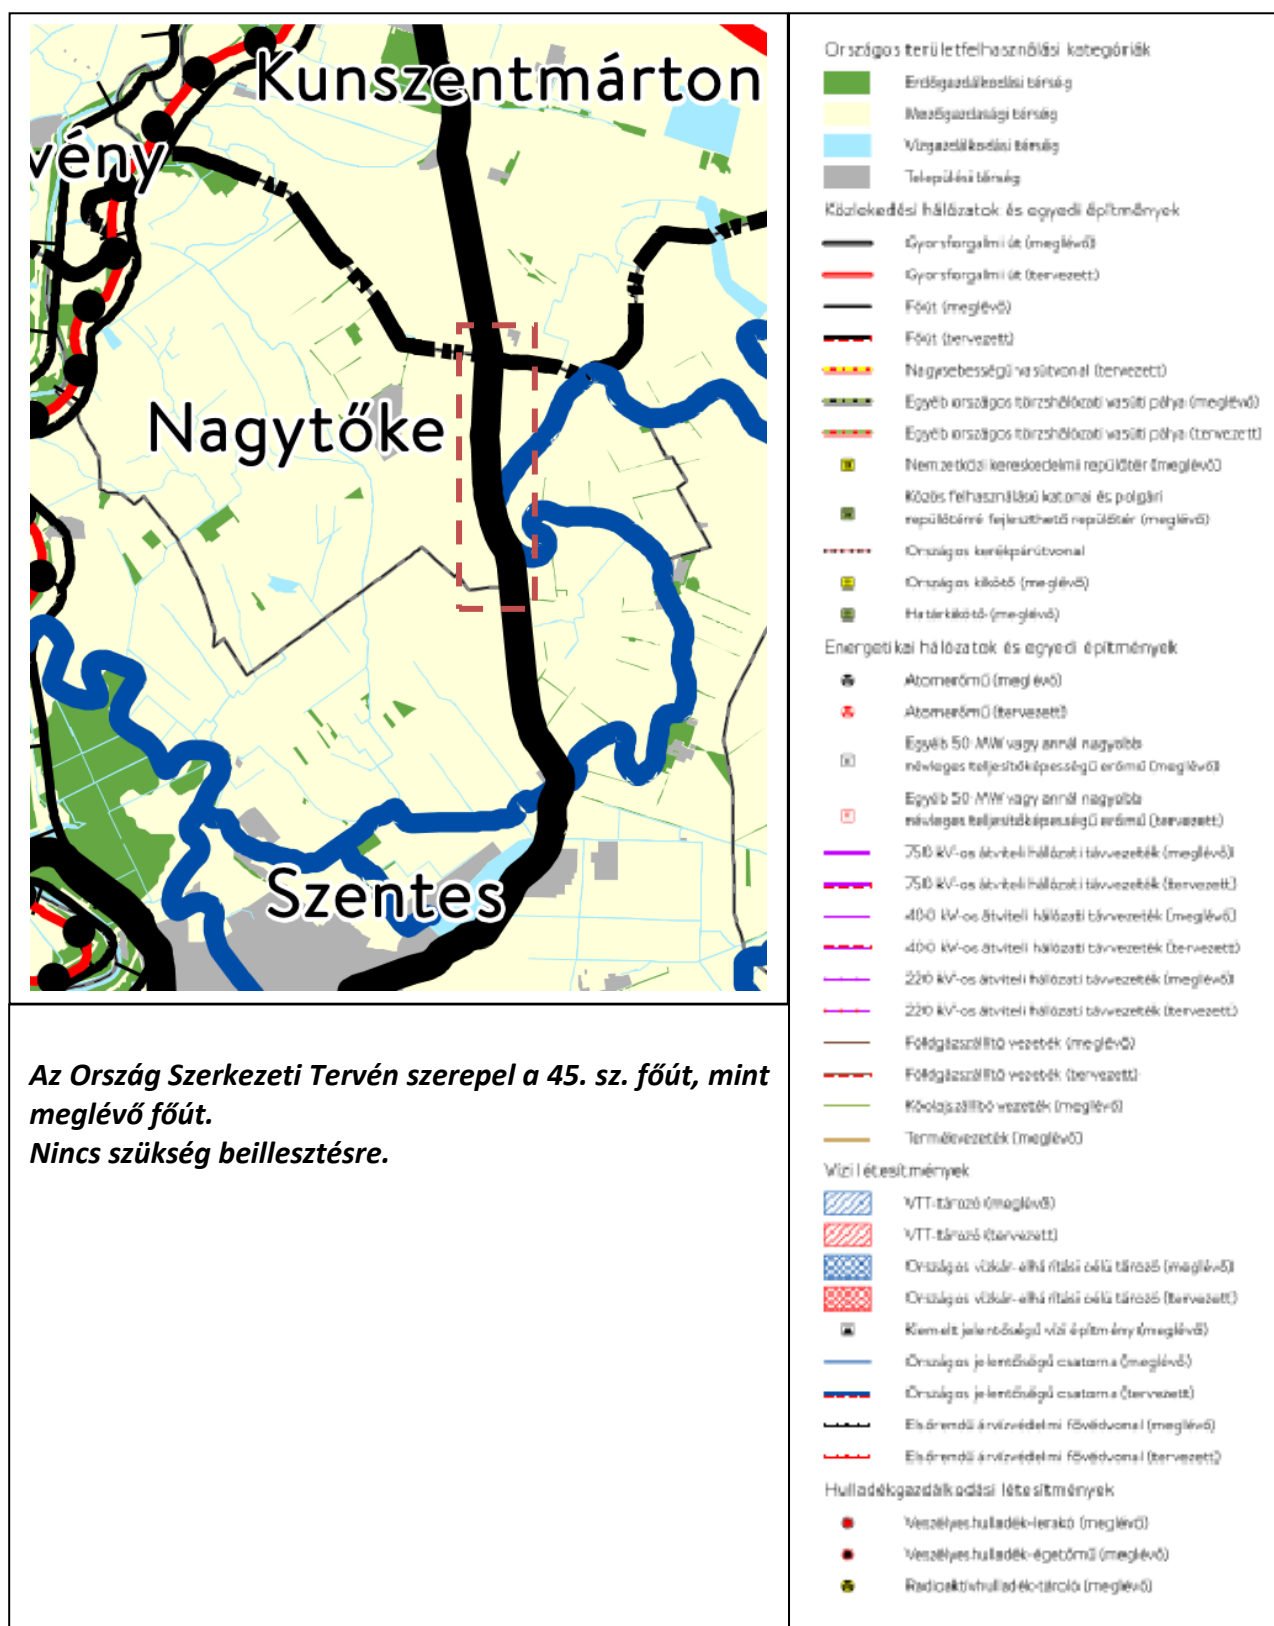 Kunszentmárton
vény
Nagytőke
Szentes
Az Ország Szerkezeti Tervén szerepel a 45. sz. főút, mint
meglévő főút.
Nincs szükség beillesztésre.
Országos területfelhasználási kategóriák
Erdőgazdálkodási térség
Mezőgazdasági térség
Vízgazdálkodási térség
Települési térség
Közlekedési hálózatok és egyedi építmények
Gyorsforgalmi út (meglévő)
Gyorsforgalmi út (tervezett)
Főút (meglévő)
Főút (tervezett)
Nagysebességű vasútvonal (tervezett)
Egyéb országos törzshálózati vasúti pálya (meglévő)
Egyéb országos törzshálózati vasúti pálya (tervezett)
Nemzetközi kereskedelmi repülőtér (meglévő)
Közös felhasználású katonai és polgári
repülőtérré fejleszthető repülőtér (meglévő)
Országos kerékpárútvonal
Országos kikötő (meglévő)
Határkikötő (meglévő)
Energetikai hálózatok és egyedi építmények
Atomerőmű (meglévő)
Atomerőmű (tervezett)
Egyéb 50 MW vagy annál nagyobb
névleges teljesítőképességű erőmű (meglévő)
Egyéb 50 MW vagy annál nagyobb
névleges teljesítőképességű erőmű (tervezett)
750 kV-os átviteli hálózati távvezeték (meglévő)
750 kV-os átviteli hálózati távvezeték (tervezett)
400 kV-os átviteli hálózati távvezeték (meglévő)
400 kV-os átviteli hálózati távvezeték (tervezett)
220 kV-os átviteli hálózati távvezeték (meglévő)
220 kV-os átviteli hálózati távvezeték (tervezett)
Földgázszállító vezeték (meglévő)
Földgázszállító vezeték (tervezett)
Kőolajszállító vezeték (meglévő)
Termékvezeték (meglévő)
Vízi létesítmények
VTT-tározó (meglévő)
VTT-tározó (tervezett)
Országos vízkár-elhárítási célú tározó (meglévő)
Országos vízkár-elhárítási célú tározó (tervezett)
Kiemelt jelentőségű vízi építmény (meglévő)
Országos jelentőségű csatorna (meglévő)
Országos jelentőségű csatorna (tervezett)
Elsőrendű árvízvédelmi fővédvonal (meglévő)
Elsőrendű árvízvédelmi fővédvonal (tervezett)
Hulladékgazdálkodási létesítmények
Veszélyeshulladék-lerakó (meglévő)
Veszélyeshulladék-égetőmű (meglévő)
Radioaktívhulladék-tároló (meglévő)